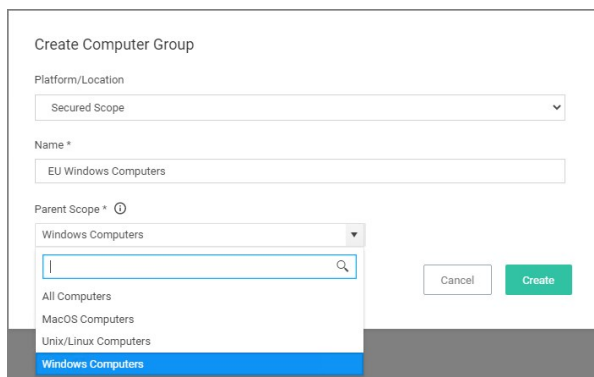 Create Computer Group
Platform/Location
Secured Scope
Name *
EU Windows Computers
Parent Scope *
Windows Computers
All Computers
MacOS Computers
Unix/Linux Computers
Windows Computers
Cancel
Create